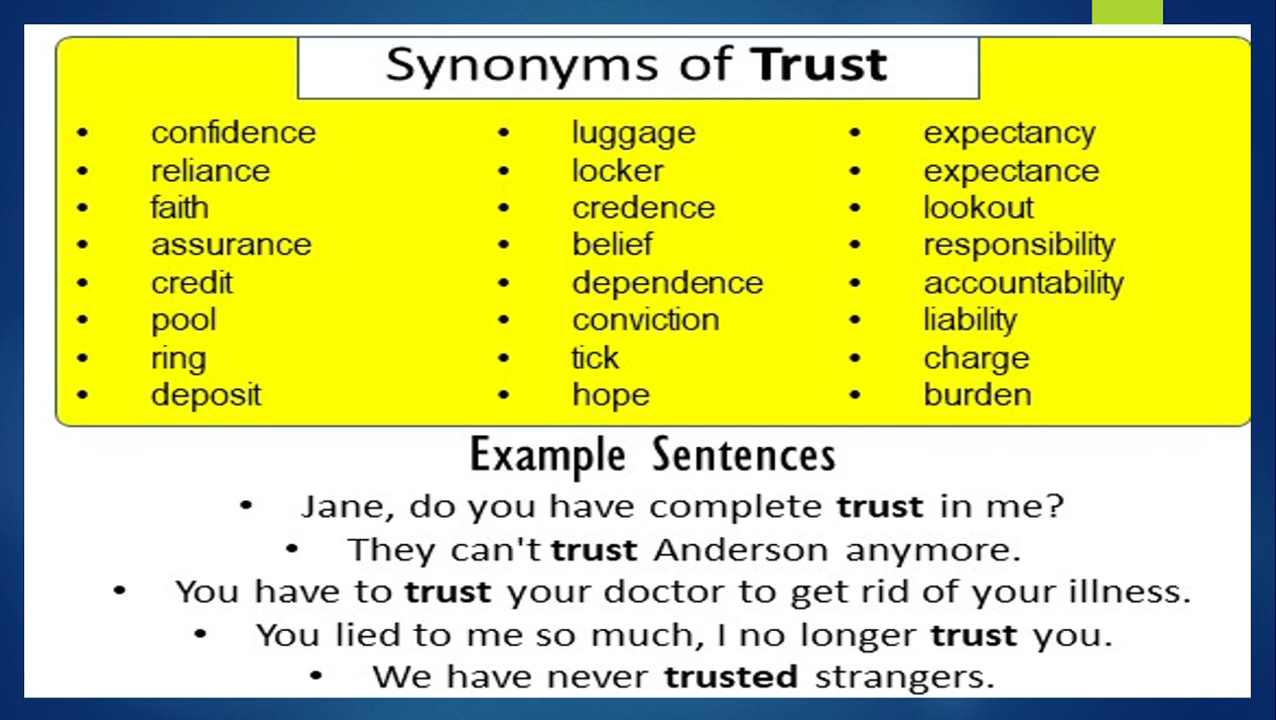 Synonyms of Trust
• confidence
• reliance
• faith
• assurance
• credit
• pool
• ring
• deposit
• luggage
• locker
• credence
• belief
• dependence
• conviction
• tick
• hope
• expectancy
• expectance
• lookout
• responsibility
• accountability
• liability
• charge
• burden
Example Sentences
• Jane, do you have complete trust in me?
• They can't trust Anderson anymore.
• You have to trust your doctor to get rid of your illness.
• You lied to me so much, I no longer trust you.
• We have never trusted strangers.